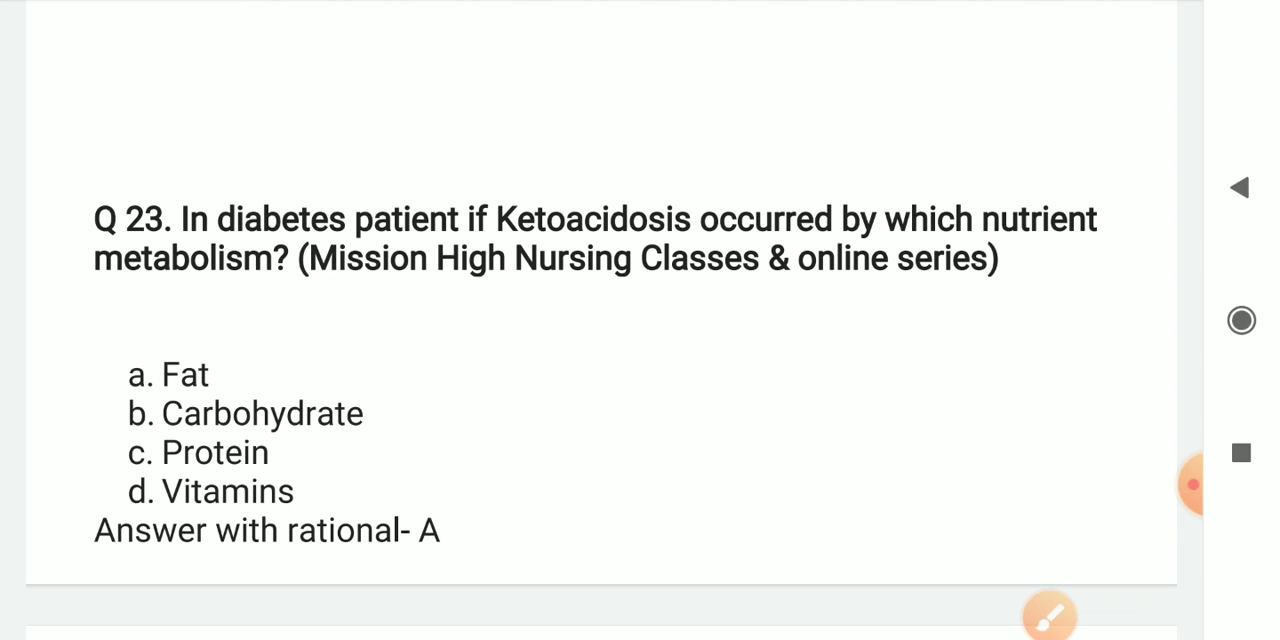 Q 23. In diabetes patient if Ketoacidosis occurred by which nutrient
metabolism? (Mission High Nursing Classes & online series)
a. Fat
b. Carbohydrate
c. Protein
d. Vitamins
Answer with rational- A